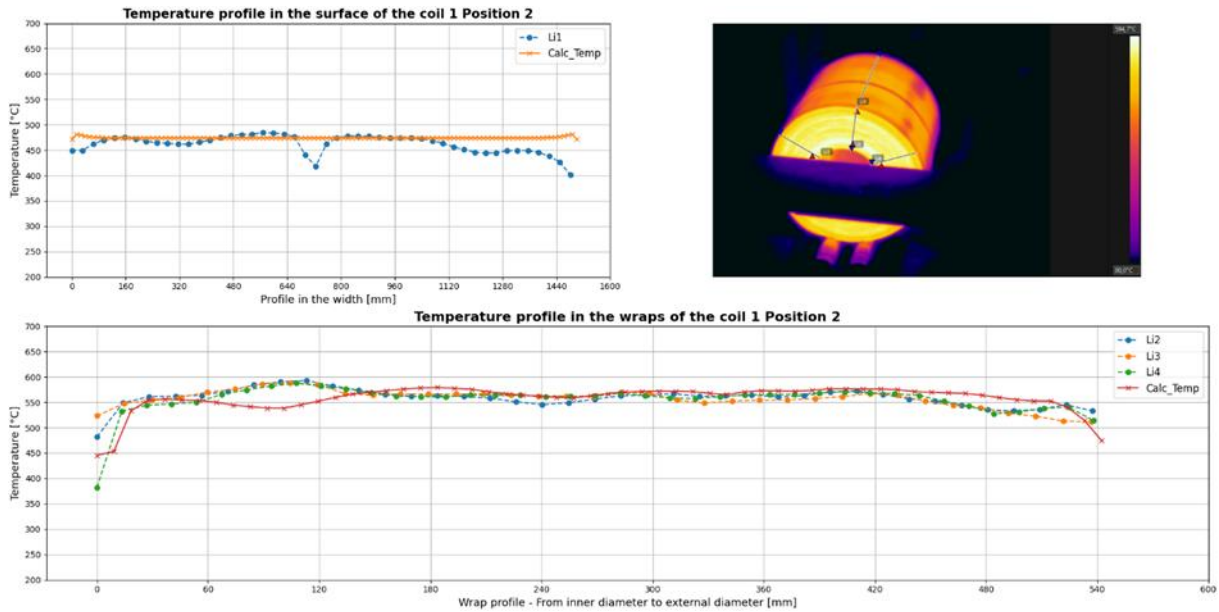 Temperature profile in the surface of the coil 1 Position 2
700
650
600
550
500
450
400
350
300
250
200
Temperature [°C]
Li1
Calc_Temp
0 160 320 480 640 800 960 1120 1280 1440 1600
Profile in the width [mm]
Temperature profile in the wraps of the coil 1 Position 2
700
650
600
550
500
450
400
350
300
250
200
Temperature [°C]
Li2
Li3
Li4
Calc_Temp
0 60 120 180 240 300 360 420 480 540 600
Wrap profile - From inner diameter to external diameter [mm]